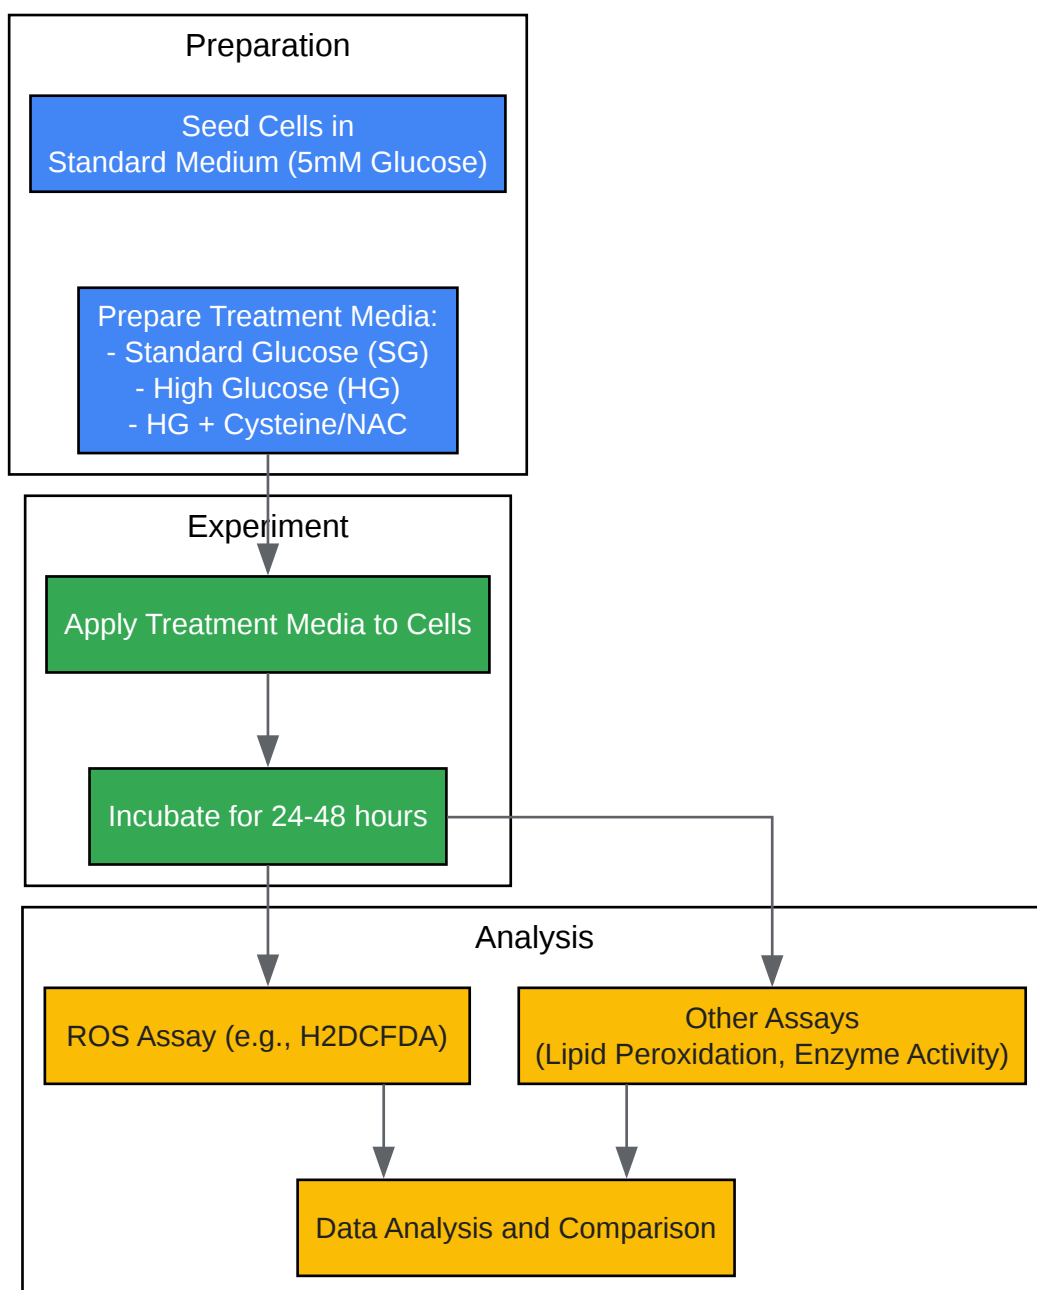 Preparation
Seed Cells in
Standard Medium (5mM Glucose)
Prepare Treatment Media:
- Standard Glucose (SG)
- High Glucose (HG)
- HG + Cysteine/NAC
Experiment
Apply Treatment Media to Cells
Incubate for 24-48 hours
Analysis
ROS Assay (e.g., H2DCFDA)
Other Assays
(Lipid Peroxidation, Enzyme Activity)
Data Analysis and Comparison